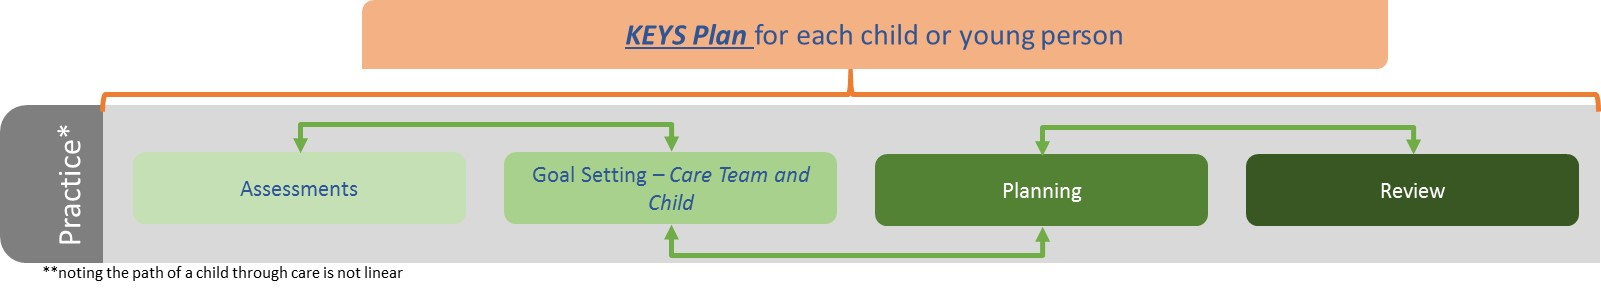 KEYS Plan for each child or young person
Practice*
Assessments
Goal Setting – Care Team and
Child
Planning
Review
**noting the path of a child through care is not linear